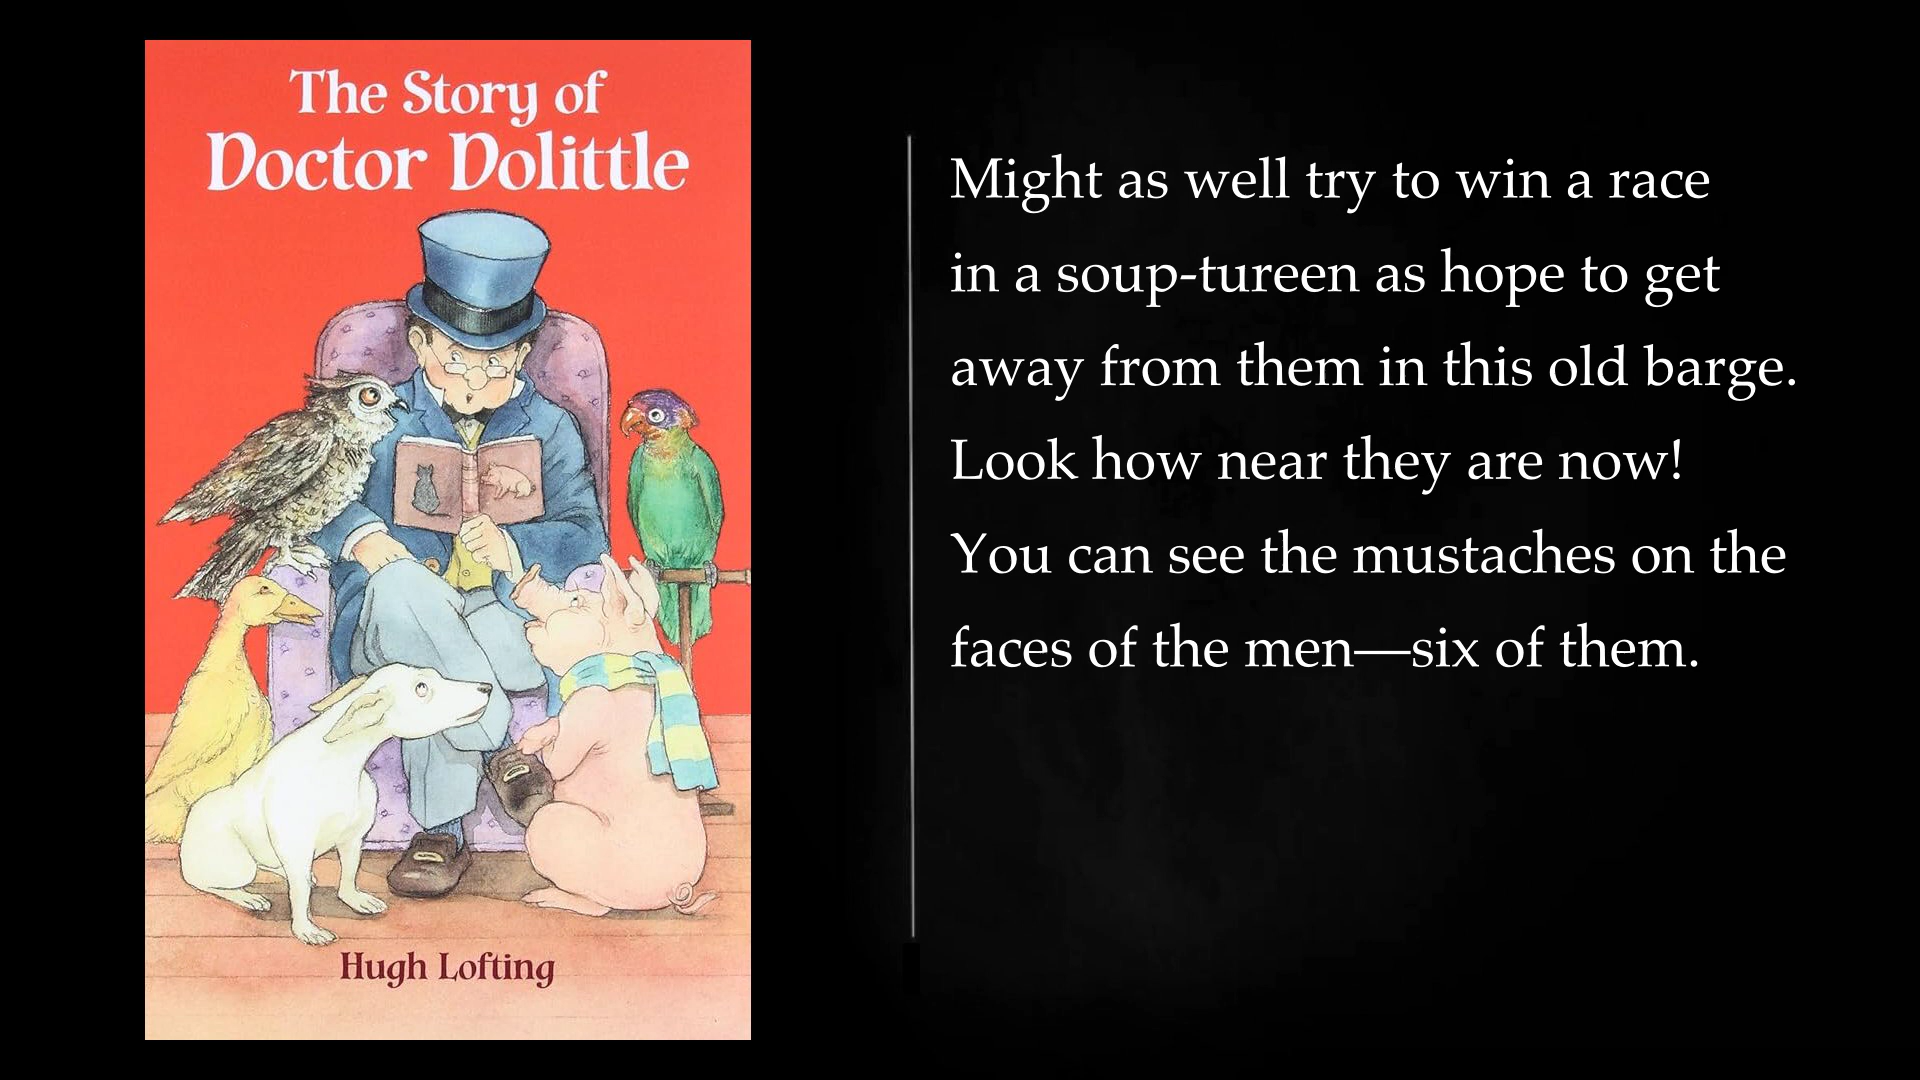 The Story of
Doctor Dolittle
Hugh Lofting
Might as well try to win a race
in a soup-tureen as hope to get
away from them in this old barge.
Look how near they are now!
You can see the mustaches on the
faces of the men—six of them.